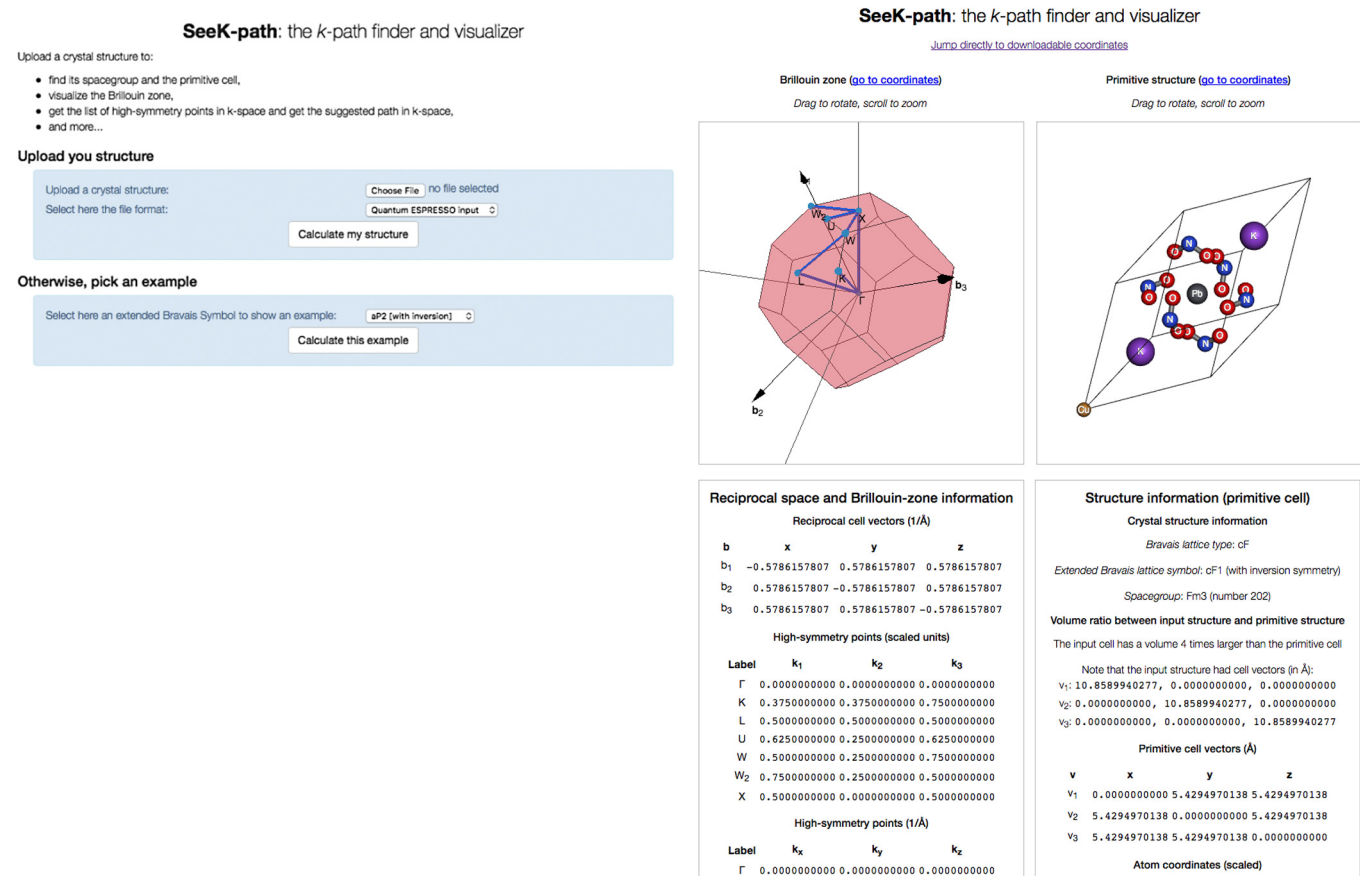 SeeK-path: the k-path finder and visualizer
Upload a crystal structure to:
find its spacegroup and the primitive cell,
visualize the Brillouin zone,
get the list of high-symmetry points in k-space and get the suggested path in k-space,
and more...
Upload you structure
Upload a crystal structure: Choose File no file selected
Select here the file format: Quantum ESPRESSO input
Calculate my structure
Otherwise, pick an example
Select here an extended Bravais Symbol to show an example: aP2 [with inversion]
Calculate this example
SeeK-path: the k-path finder and visualizer
Jump directly to downloadable coordinates
Brillouin zone (go to coordinates)
Drag to rotate, scroll to zoom
W2
X
U
W
L
K
Γ
b3
b2
Primitive structure (go to coordinates)
Drag to rotate, scroll to zoom
K
N
O
O
O
N
N
O
O
O
Pb
O
O
N
O
N
O
O
O
N
K
Cu
Reciprocal space and Brillouin-zone information
Reciprocal cell vectors (1/Å)
b x y z
b1 -0.5786157807 0.5786157807 0.5786157807
b2 0.5786157807 -0.5786157807 0.5786157807
b3 0.5786157807 0.5786157807 -0.5786157807
High-symmetry points (scaled units)
Label k1 k2 k3
Γ 0.0000000000 0.0000000000 0.0000000000
K 0.3750000000 0.3750000000 0.7500000000
L 0.5000000000 0.5000000000 0.5000000000
U 0.6250000000 0.2500000000 0.6250000000
W 0.5000000000 0.2500000000 0.7500000000
W2 0.7500000000 0.2500000000 0.5000000000
X 0.5000000000 0.0000000000 0.5000000000
High-symmetry points (1/Å)
Label kx ky kz
Γ 0.0000000000 0.0000000000 0.0000000000
Structure information (primitive cell)
Crystal structure information
Bravais lattice type: cF
Extended Bravais lattice symbol: cF1 (with inversion symmetry)
Spacegroup: Fm3 (number 202)
Volume ratio between input structure and primitive structure
The input cell has a volume 4 times larger than the primitive cell
Note that the input structure had cell vectors (in Å):
v1: 10.8589940277, 0.0000000000, 0.0000000000
v2: 0.0000000000, 10.8589940277, 0.0000000000
v3: 0.0000000000, 0.0000000000, 10.8589940277
Primitive cell vectors (Å)
v x y z
v1 0.0000000000 5.4294970138 5.4294970138
v2 5.4294970138 0.0000000000 5.4294970138
v3 5.4294970138 5.4294970138 0.0000000000
Atom coordinates (scaled)